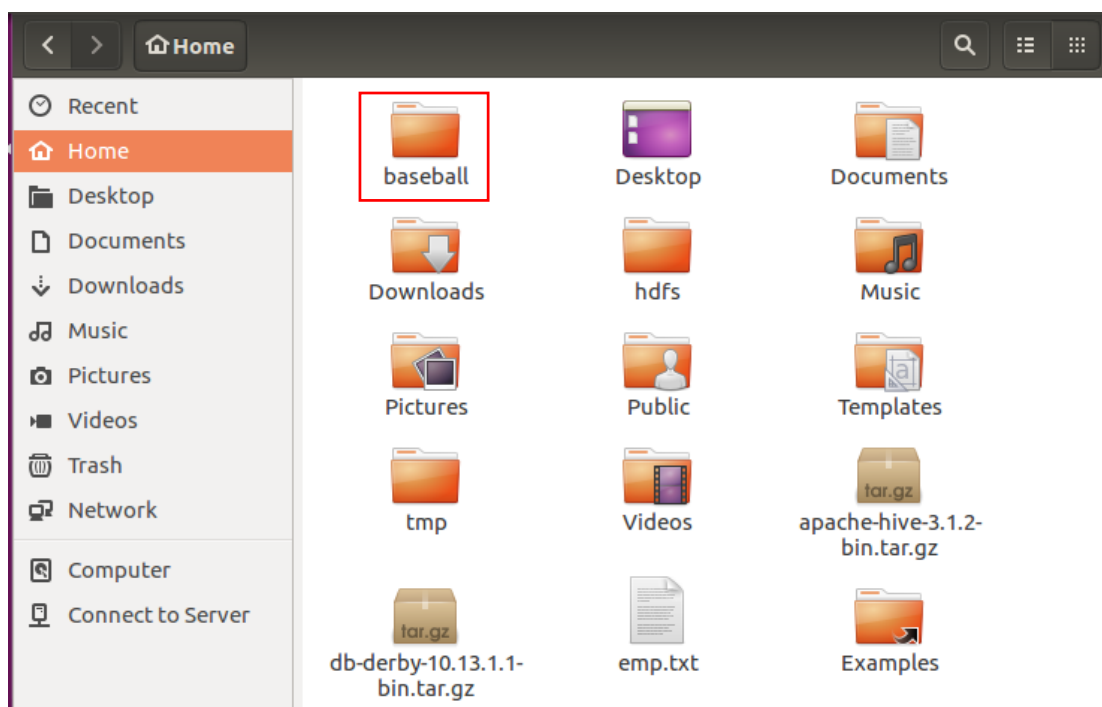 Home
Recent
Home
Desktop
Documents
Downloads
Music
Pictures
Videos
Trash
Network
Computer
Connect to Server
baseball
Desktop
Documents
Downloads
hdfs
Music
Pictures
Public
Templates
tmp
Videos
tar.gz
apache-hive-3.1.2-
bin.tar.gz
tar.gz
db-derby-10.13.1.1-
bin.tar.gz
emp.txt
Examples